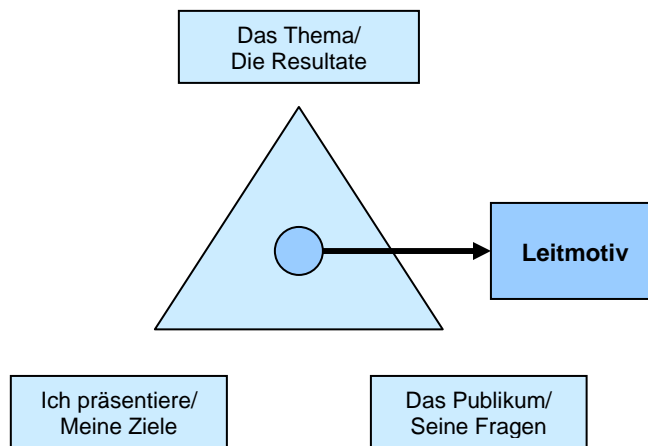 Das Thema/
Die Resultate
Leitmotiv
Ich präsentiere/
Meine Ziele
Das Publikum/
Seine Fragen